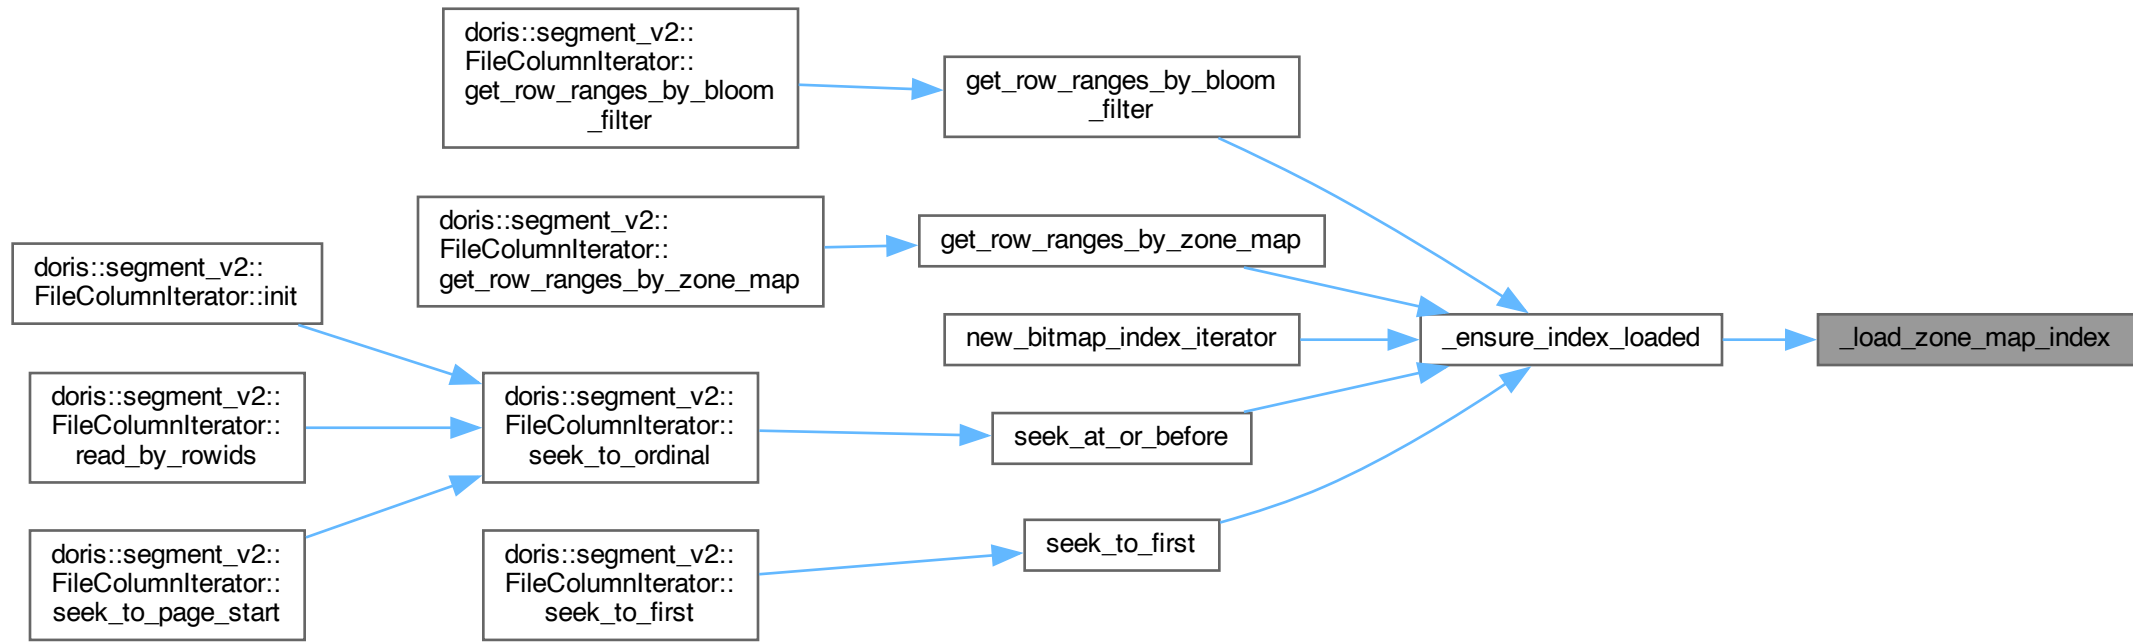 doris::segment_v2::
FileColumnIterator::
get_row_ranges_by_bloom
_filter
get_row_ranges_by_bloom
_filter
doris::segment_v2::
FileColumnIterator::
get_row_ranges_by_zone_map
get_row_ranges_by_zone_map
doris::segment_v2::
FileColumnIterator::init
new_bitmap_index_iterator
_ensure_index_loaded
_load_zone_map_index
doris::segment_v2::
FileColumnIterator::
read_by_rowids
doris::segment_v2::
FileColumnIterator::
seek_to_ordinal
seek_at_or_before
doris::segment_v2::
FileColumnIterator::
seek_to_page_start
doris::segment_v2::
FileColumnIterator::
seek_to_first
seek_to_first